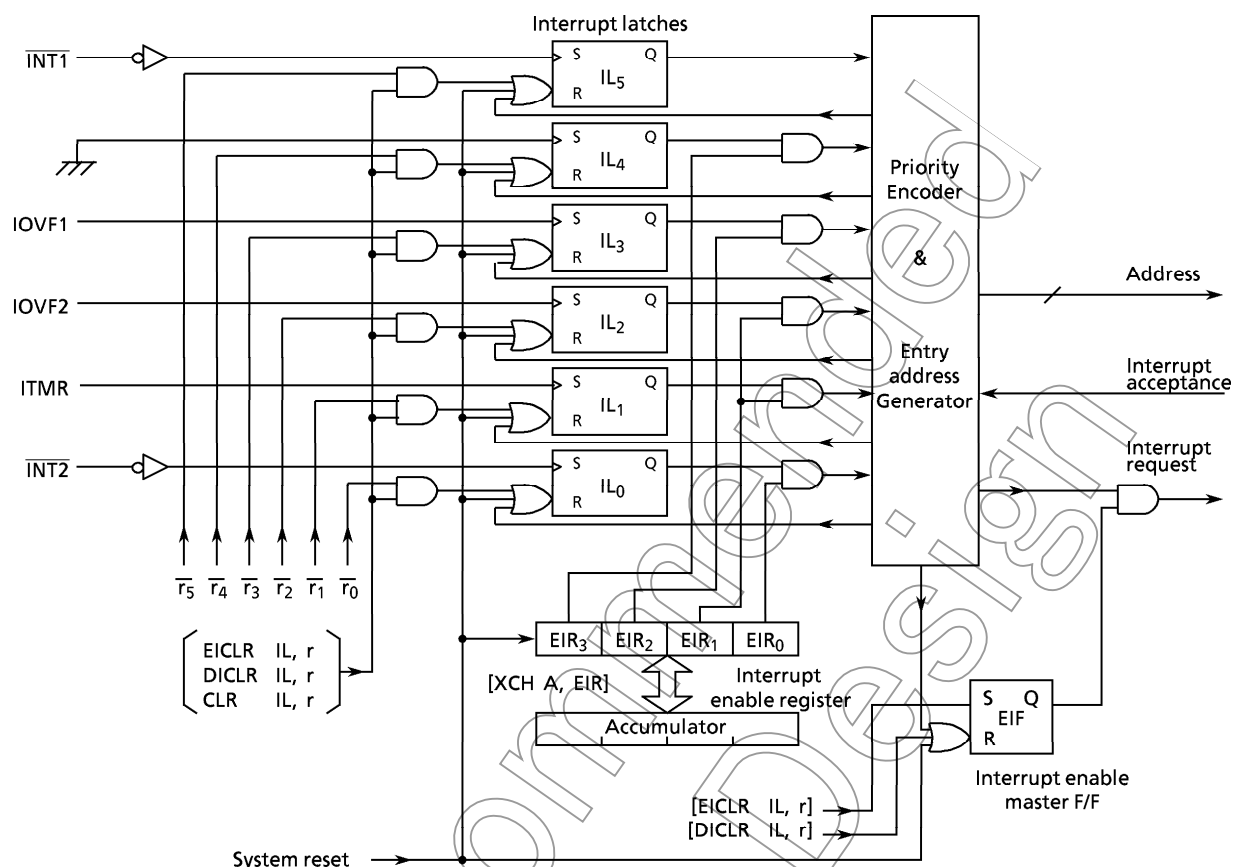 Interrupt latches
INT1
S Q
IL5
R
S Q
IL4
R
Priority
Encoder
&
Entry
address
Generator
IOVF1
S Q
IL3
R
Address
IOVF2
S Q
IL2
R
Interrupt
acceptance
ITMR
S Q
IL1
R
Interrupt
request
INT2
S Q
IL0
R
r5 r4 r3 r2 r1 r0
EICLR IL, r
DICLR IL, r
CLR IL, r
EIR3 EIR2 EIR1 EIR0
[XCH A, EIR]
Interrupt
enable register
Accumulator
S Q
EIF
R
Interrupt enable
master F/F
[EICLR IL, r]
[DICLR IL, r]
System reset
ommended
Design